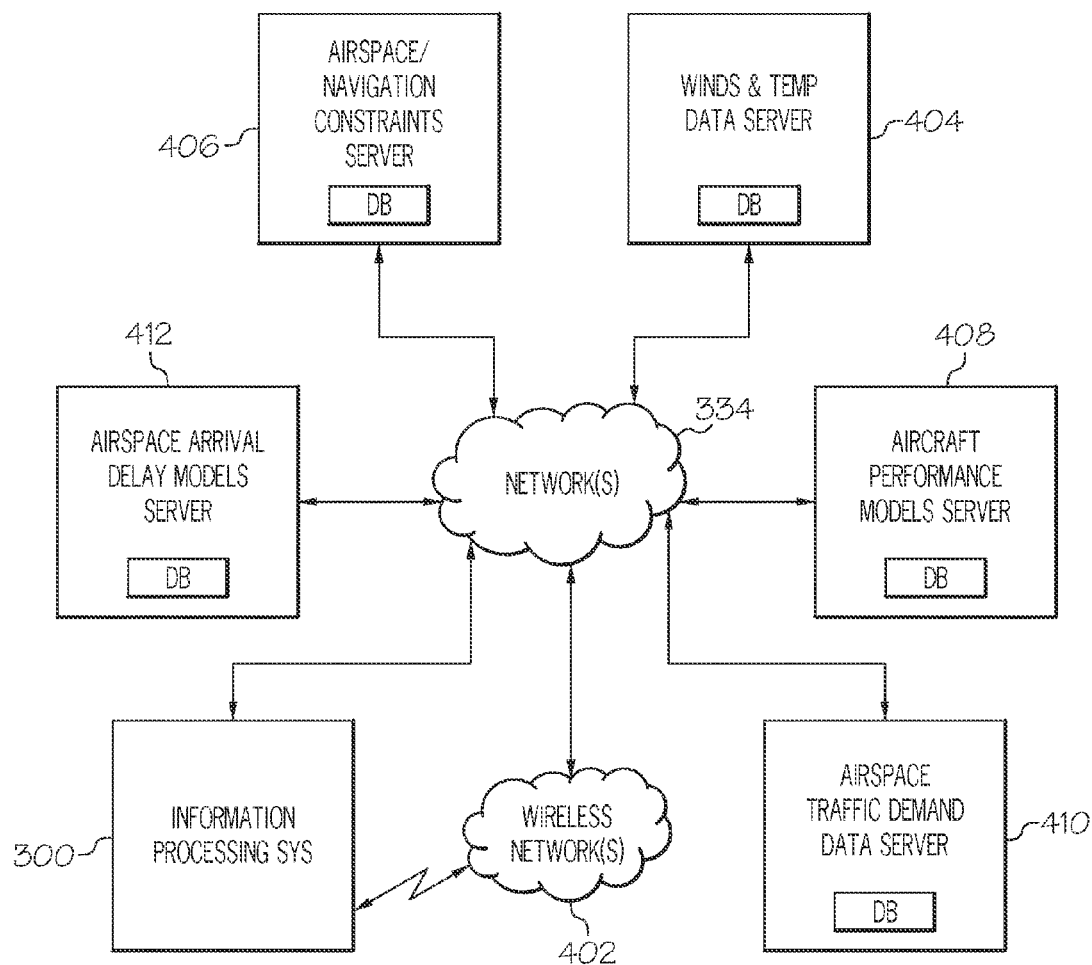 AIRSPACE/
NAVIGATION
CONSTRAINTS
SERVER
DB
406
WINDS & TEMP
DATA SERVER
DB
404
412
AIRSPACE ARRIVAL
DELAY MODELS
SERVER
DB
NETWORK(S)
334
408
AIRCRAFT
PERFORMANCE
MODELS SERVER
DB
INFORMATION
PROCESSING SYS
300
WIRELESS
NETWORK(S)
402
AIRSPACE
TRAFFIC DEMAND
DATA SERVER
DB
410